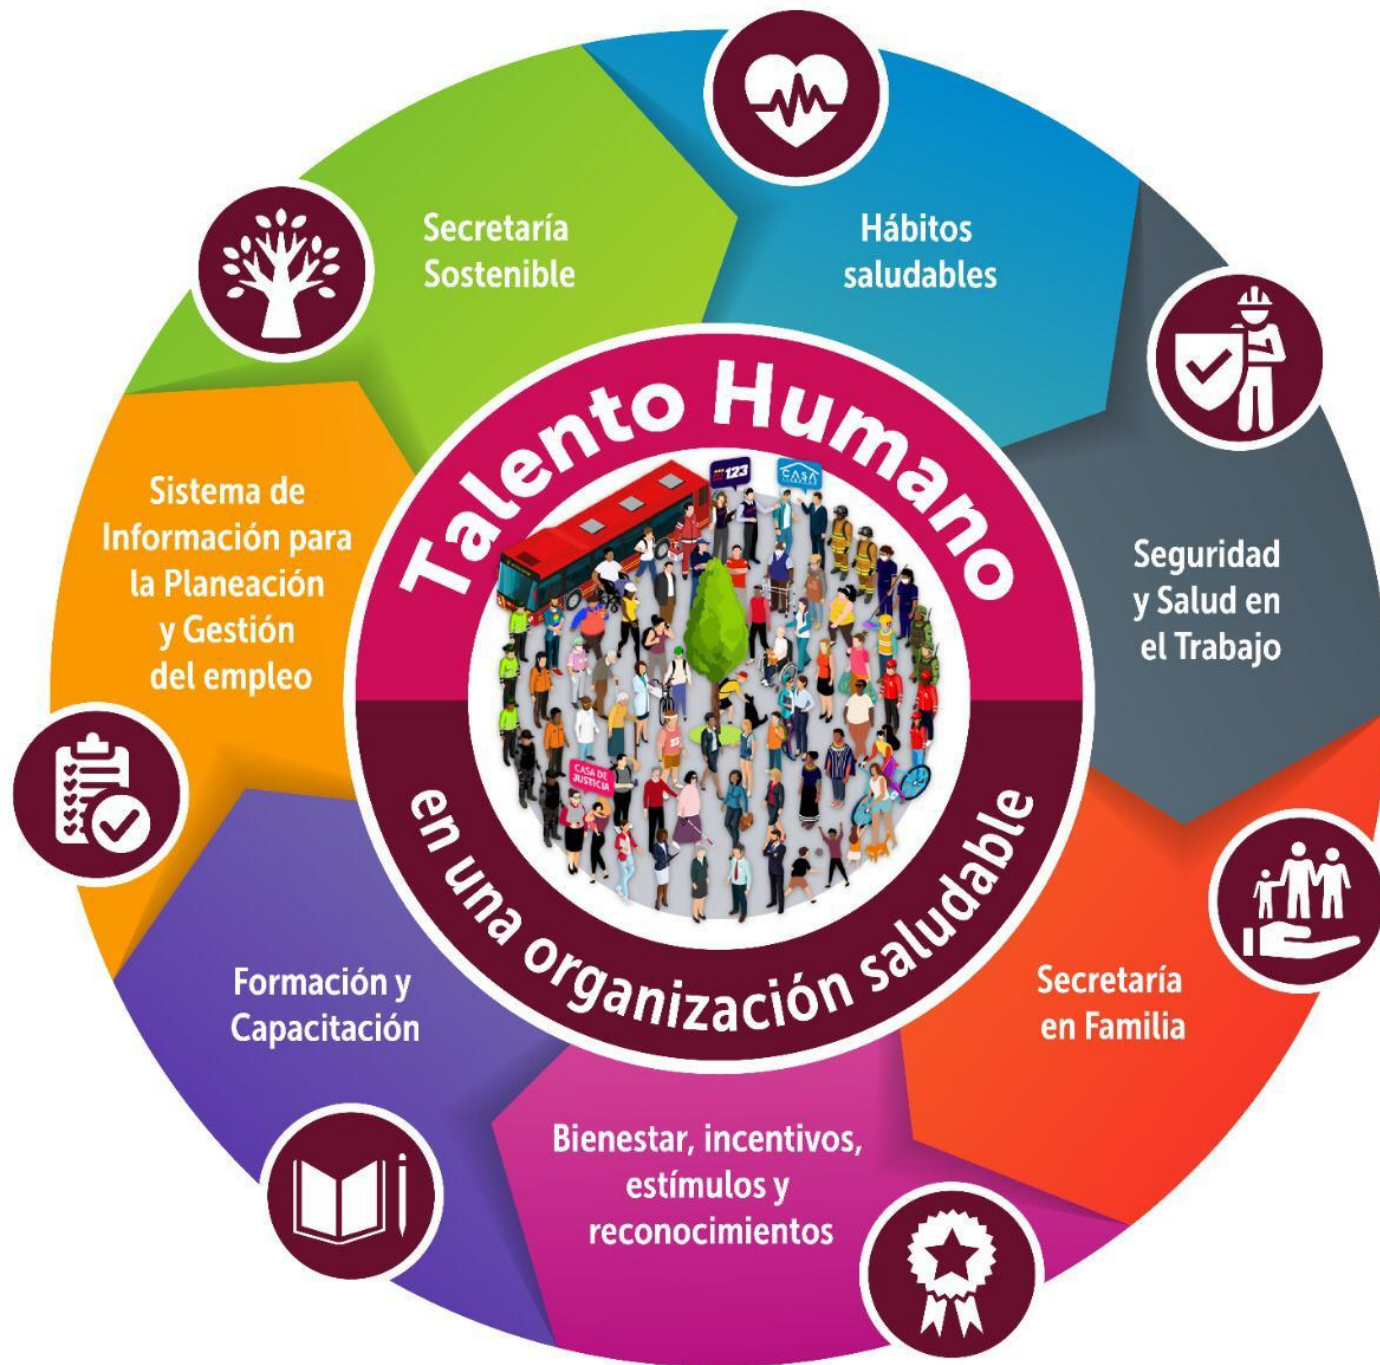 Hábitos
saludables
Seguridad
y Salud en
el Trabajo
Secretaría
en Familia
Bienestar, incentivos,
estímulos y
reconocimientos
Formación y
Capacitación
Sistema de
Información para
la Planeación
y Gestión
del empleo
Secretaría
Sostenible
Talento Humano
en una organización saludable
123
CASA
CASA DE
JUSTICIA